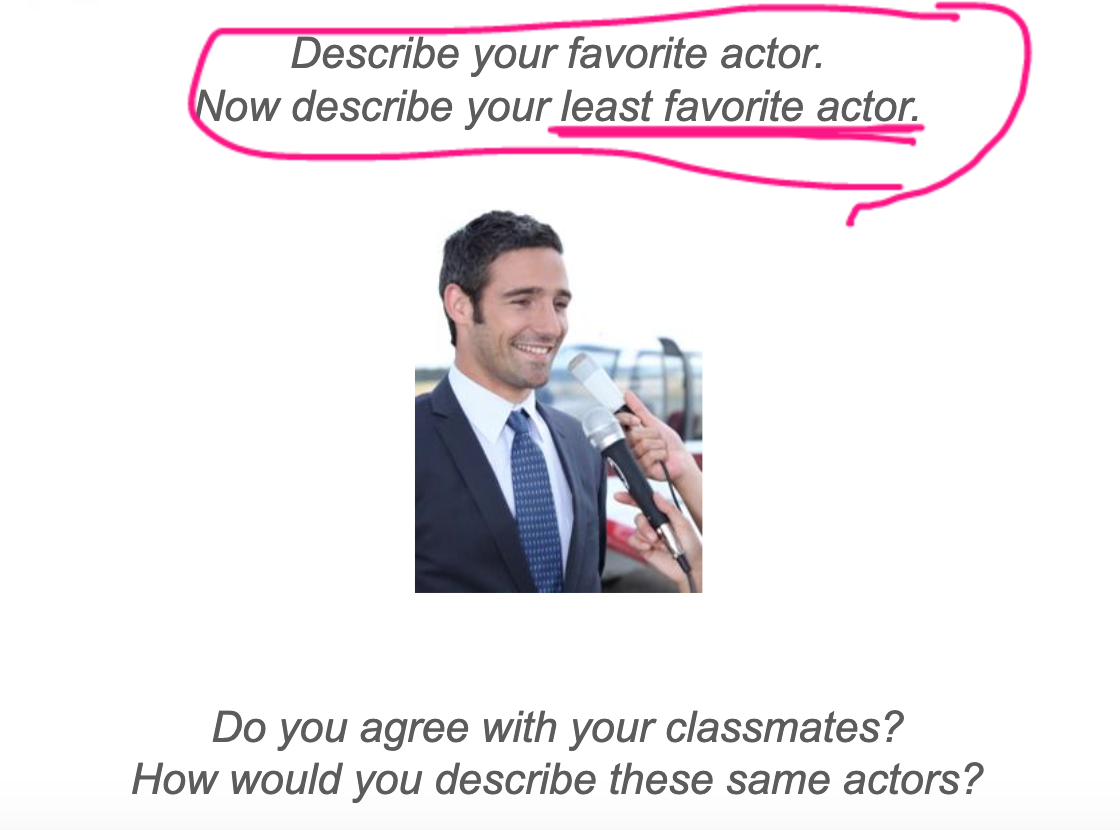 Describe your favorite actor.
Now describe your least favorite actor.
Do you agree with your classmates?
How would you describe these same actors?